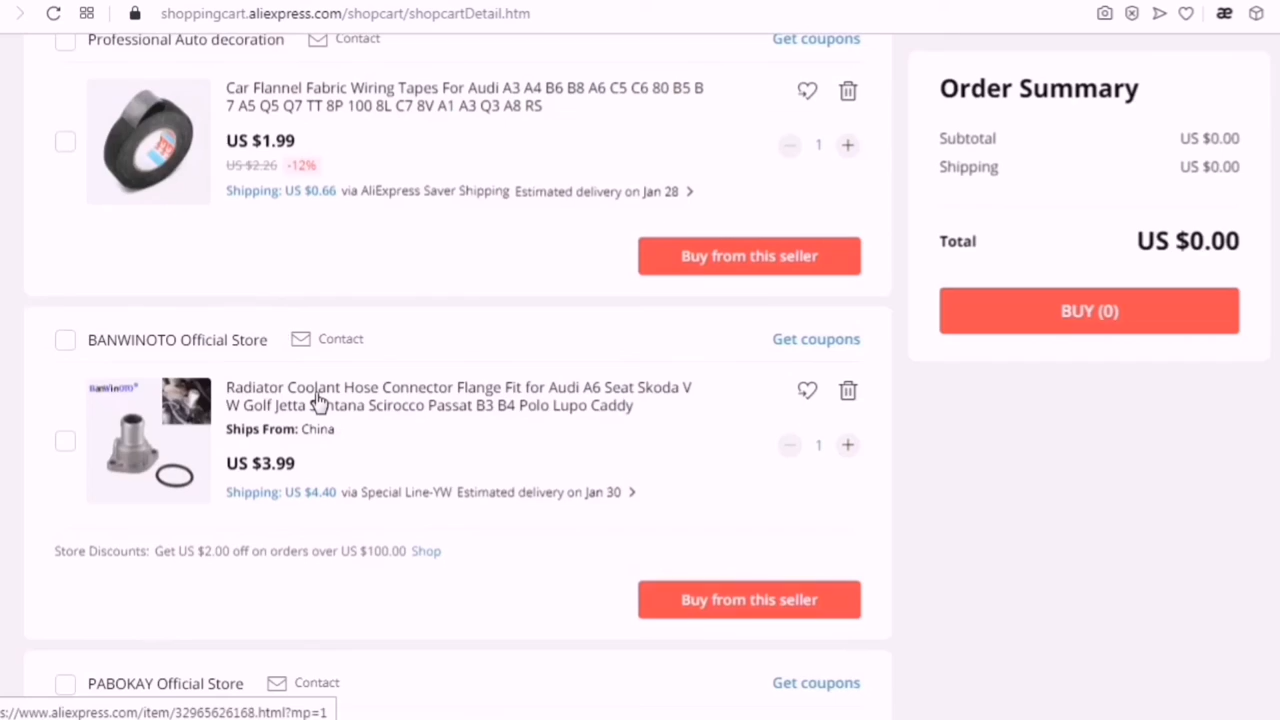 shoppingcart.aliexpress.com/shopcart/shopcartDetail.htm
Professional Auto decoration Contact Get coupons
Car Flannel Fabric Wiring Tapes For Audi A3 A4 B6 B8 A6 C5 C6 80 B5 B
7 A5 Q5 Q7 TT 8P 100 8L C7 8V A1 A3 Q3 A8 RS
US $1.99
1
US $2.26 -12%
Shipping: US $0.66 via AliExpress Saver Shipping Estimated delivery on Jan 28
Buy from this seller
BANWINOTO Official Store Contact Get coupons
BANWINOTO
Radiator Coolant Hose Connector Flange Fit for Audi A6 Seat Skoda V
W Golf Jetta Santana Scirocco Passat B3 B4 Polo Lupo Caddy
Ships From: China
1
US $3.99
Shipping: US $4.40 via Special Line-YW Estimated delivery on Jan 30
Store Discounts: Get US $2.00 off on orders over US $100.00 Shop
Buy from this seller
PABOKAY Official Store Contact Get coupons
s://www.aliexpress.com/item/32965626168.html?mp=1
Order Summary
Subtotal US $0.00
Shipping US $0.00
Total US $0.00
BUY (0)